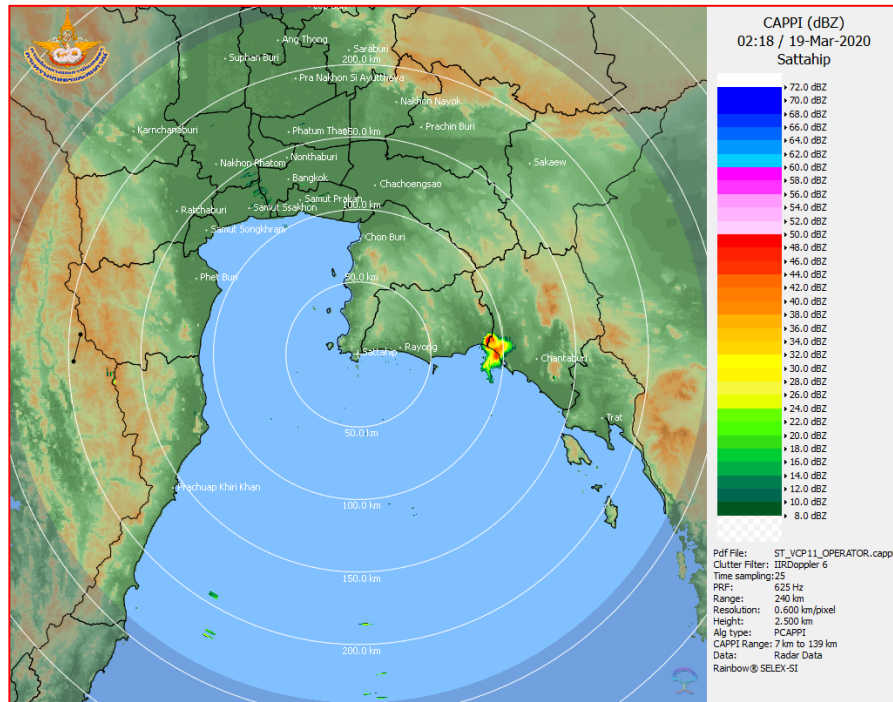 Ang Thong
Suphan Buri
Saraburi
200.0 km
Pra Nakhon Si Ayutthaya
Nakhon Nayok
Karnchanaburi
Phatum Thani
150.0 km
Prachin Buri
Nonthaburi
Nakhon Phatom
Sakaew
Bangkok
Chachoengsao
Samut Prakan
Ratchaburi
Samut Ssakhon
100.0 km
Samut Songkhram
Chon Buri
Phet Buri
50.0 km
Rayong
Sattahip
Chantaburi
Trat
50.0 km
Prachuap Khiri Khan
100.0 km
150.0 km
200.0 km
CAPPI (dBZ)
02:18 / 19-Mar-2020
Sattahip
72.0 dBZ
70.0 dBZ
68.0 dBZ
66.0 dBZ
64.0 dBZ
62.0 dBZ
60.0 dBZ
58.0 dBZ
56.0 dBZ
54.0 dBZ
52.0 dBZ
50.0 dBZ
48.0 dBZ
46.0 dBZ
44.0 dBZ
42.0 dBZ
40.0 dBZ
38.0 dBZ
36.0 dBZ
34.0 dBZ
32.0 dBZ
30.0 dBZ
28.0 dBZ
26.0 dBZ
24.0 dBZ
22.0 dBZ
20.0 dBZ
18.0 dBZ
16.0 dBZ
14.0 dBZ
12.0 dBZ
10.0 dBZ
8.0 dBZ
Pdf File: ST_VCP11_OPERATOR.capp
Clutter Filter: IIRDoppler 6
Time sampling: 25
PRF: 625 Hz
Range: 240 km
Resolution: 0.600 km/pixel
Height: 2.500 km
Alg type: PCAPPI
CAPPI Range: 7 km to 139 km
Data: Radar Data
Rainbow® SELEX-SI